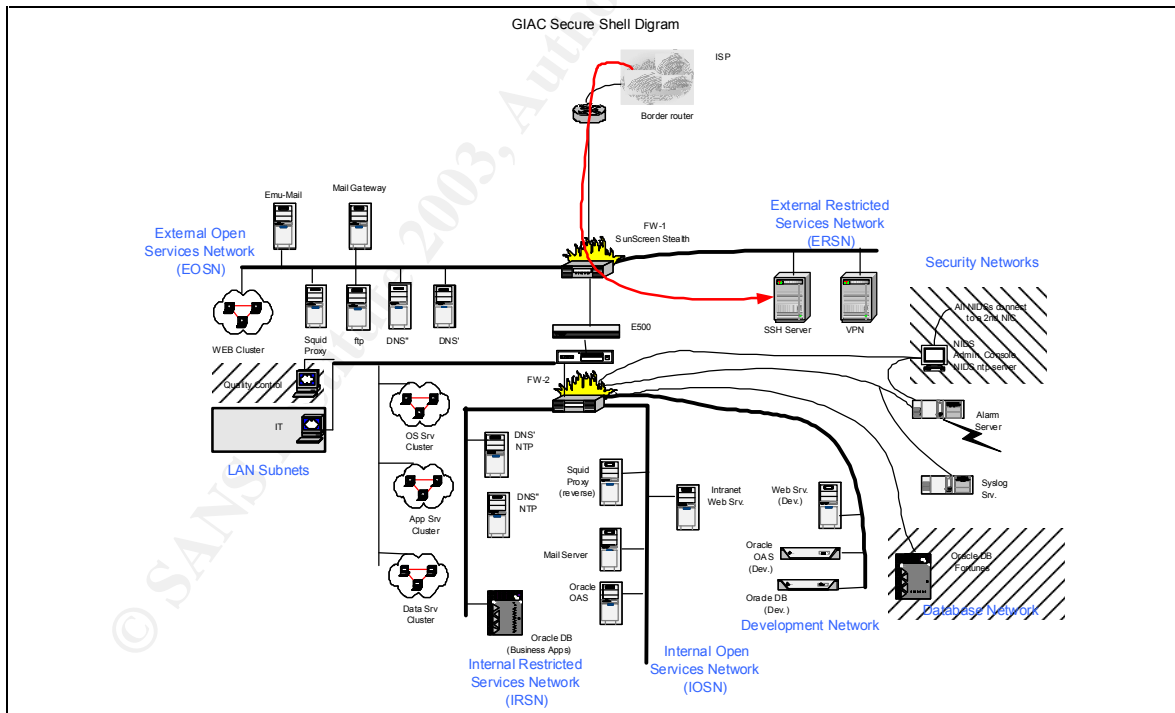 GIAC Secure Shell Digram
ISP
Border router
Emu-Mail
Mail Gateway
External Open
Services Network
(EOSN)
FW-1
SunScreen Stealth
External Restricted
Services Network
(ERSN)
Security Networks
WEB Cluster
Squid
Proxy
ftp
DNS"
DNS'
E500
SSH Server
VPN
All NIDSs connect
to a 2nd NIC
NIDS
Admin. Console
NIDS ntp server
Quality Control
FW-2
IT
LAN Subnets
OS Srv
Cluster
App Srv
Cluster
Data Srv
Cluster
DNS'
NTP
DNS"
NTP
Oracle DB
(Business Apps)
Internal Restricted
Services Network
(IRSN)
Squid
Proxy
(reverse)
Mail Server
Oracle
OAS
Intranet
Web Srv.
Internal Open
Services Network
(IOSN)
Web Srv.
(Dev.)
Oracle
OAS
(Dev.)
Oracle DB
(Dev.)
Development Network
Alarm
Server
Syslog
Srv.
Oracle DB
Fortunes
Database Network
© SANS Institute 2003, Autho